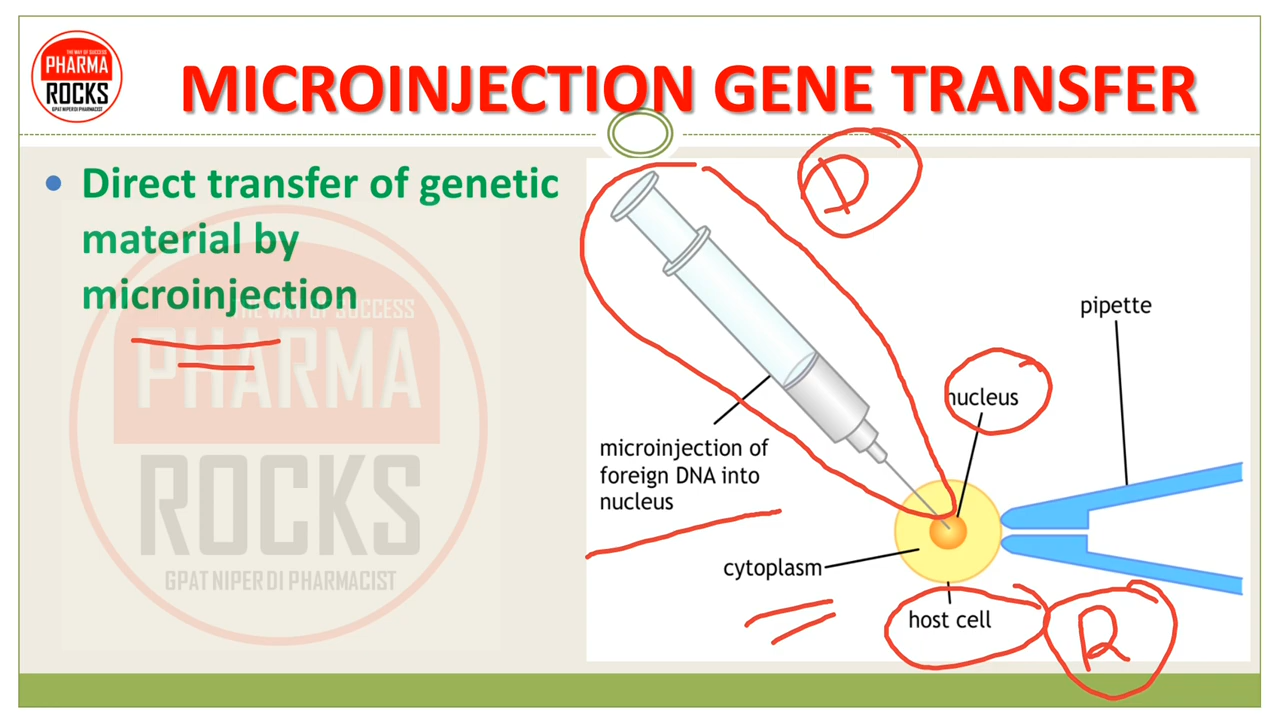 THE WAY OF SUCCESS
PHARMA
ROCKS
GPAT NIPER DI PHARMACIST
MICROINJECTION GENE TRANSFER
• Direct transfer of genetic
material by
microinjection
THE WAY OF SUCCESS
PHARMA
ROCKS
GPAT NIPER DI PHARMACIST
D
pipette
nucleus
microinjection of
foreign DNA into
nucleus
cytoplasm
host cell
R